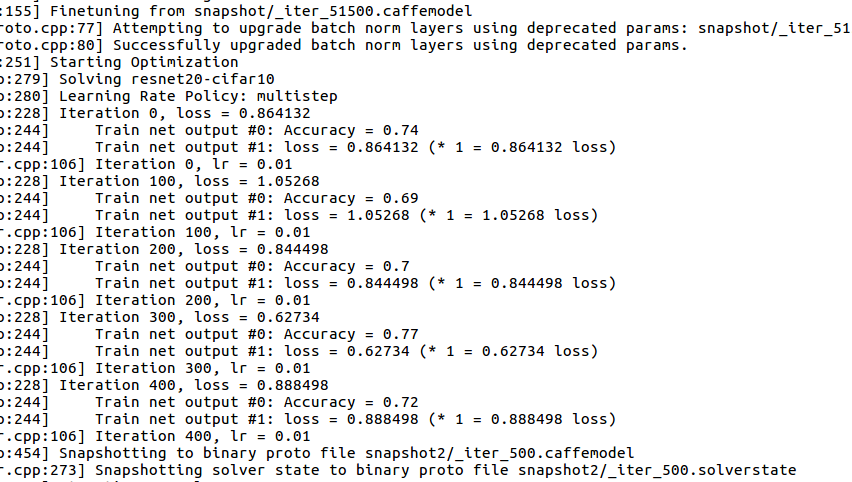 :155] Finetuning from snapshot/_iter_51500.caffemodel
roto.cpp:77] Attempting to upgrade batch norm layers using deprecated params: snapshot/_iter_51
roto.cpp:80] Successfully upgraded batch norm layers using deprecated params.
:251] Starting Optimization
p:279] Solving resnet20-cifar10
p:280] Learning Rate Policy: multistep
p:228] Iteration 0, loss = 0.864132
p:244]     Train net output #0: Accuracy = 0.74
p:244]     Train net output #1: loss = 0.864132 (* 1 = 0.864132 loss)
r.cpp:106] Iteration 0, lr = 0.01
p:228] Iteration 100, loss = 1.05268
p:244]     Train net output #0: Accuracy = 0.69
p:244]     Train net output #1: loss = 1.05268 (* 1 = 1.05268 loss)
r.cpp:106] Iteration 100, lr = 0.01
p:228] Iteration 200, loss = 0.844498
p:244]     Train net output #0: Accuracy = 0.7
p:244]     Train net output #1: loss = 0.844498 (* 1 = 0.844498 loss)
r.cpp:106] Iteration 200, lr = 0.01
p:228] Iteration 300, loss = 0.62734
p:244]     Train net output #0: Accuracy = 0.77
p:244]     Train net output #1: loss = 0.62734 (* 1 = 0.62734 loss)
r.cpp:106] Iteration 300, lr = 0.01
p:228] Iteration 400, loss = 0.888498
p:244]     Train net output #0: Accuracy = 0.72
p:244]     Train net output #1: loss = 0.888498 (* 1 = 0.888498 loss)
r.cpp:106] Iteration 400, lr = 0.01
p:454] Snapshotting to binary proto file snapshot2/_iter_500.caffemodel
r.cpp:273] Snapshotting solver state to binary proto file snapshot2/_iter_500.solverstate